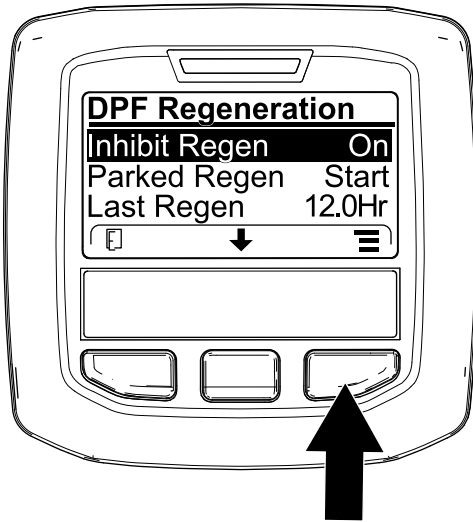 DPF Regeneration
Inhibit Regen On
Parked Regen Start
Last Regen 12.0Hr